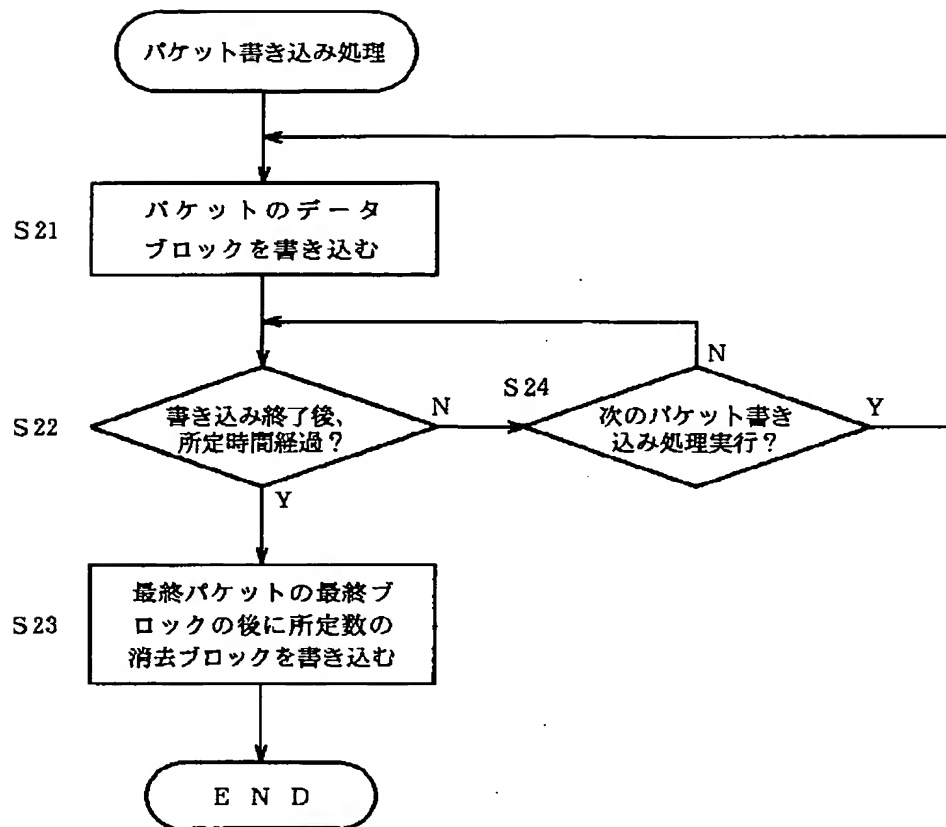 パケット書き込み処理
S21
パケットのデータ
ブロックを書き込む
S22
書き込み終了後、
所定時間経過?
N
Y
S24
次のパケット書き
込み処理実行?
N
Y
S23
最終パケットの最終ブ
ロックの後に所定数の
消去ブロックを書き込む
END